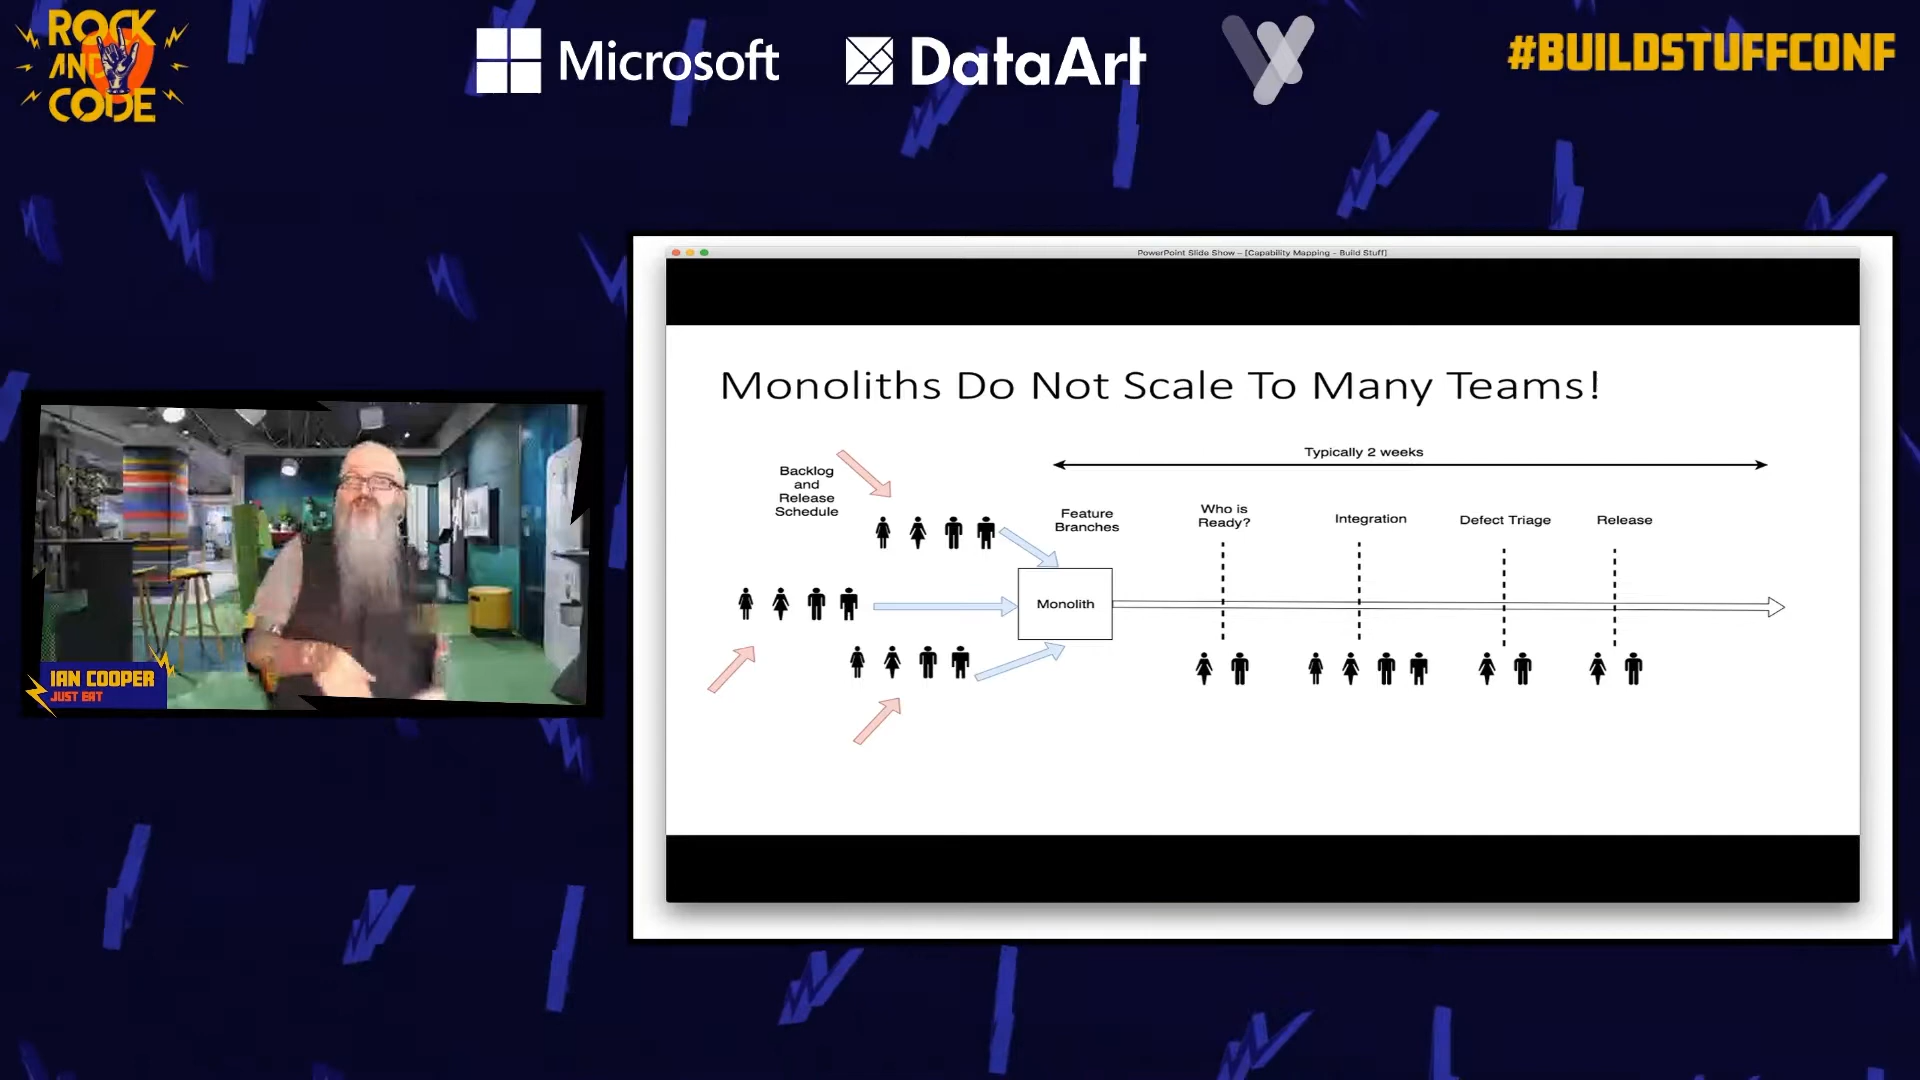 ROCK
AND
CODE
Microsoft
DataArt
#BUILDSTUFFCONF
PowerPoint Slide Show – [Capability Mapping - Build Stuff]
Monoliths Do Not Scale To Many Teams!
Typically 2 weeks
Backlog
and
Release
Schedule
Feature
Branches
Who is
Ready?
Integration
Defect Triage
Release
Monolith
IAN COOPER
JUST EAT